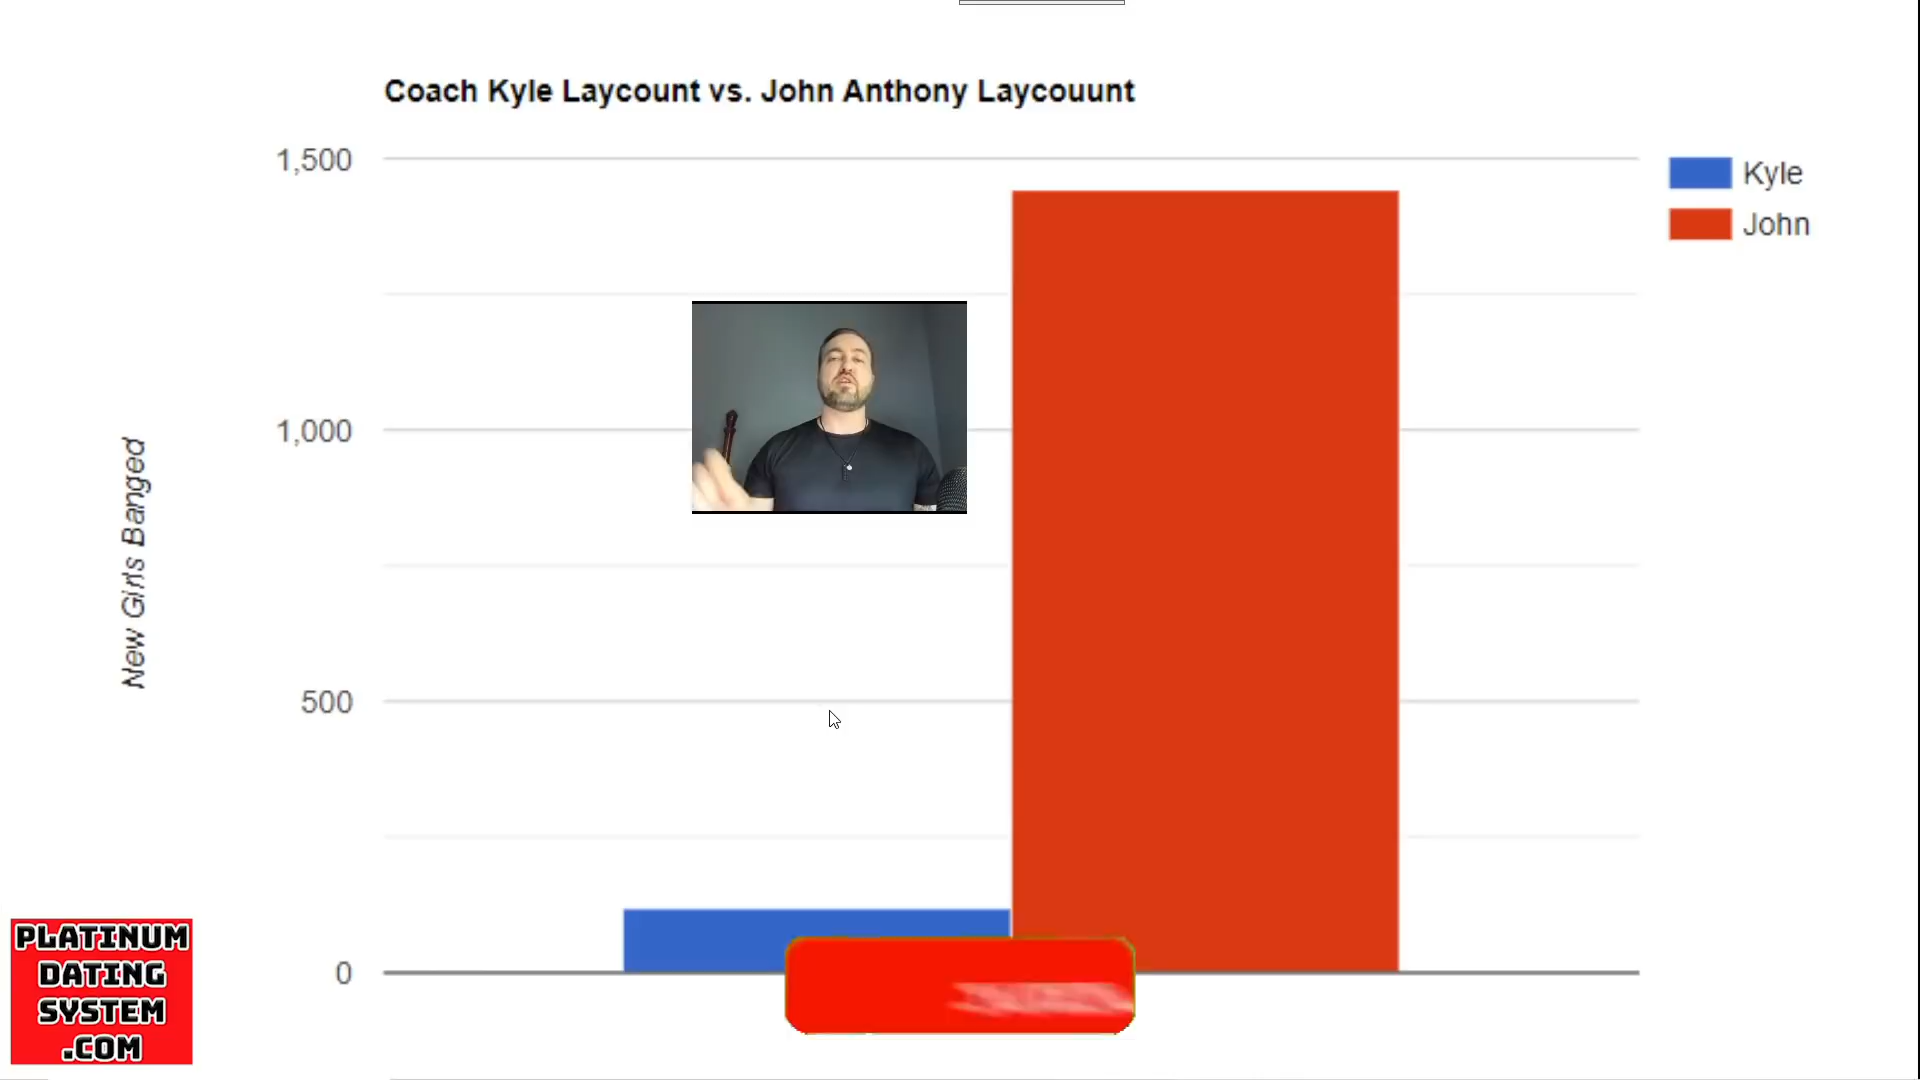 Coach Kyle Laycount vs. John Anthony Laycouunt
1,500
1,000
500
0
New Girls Banged
Kyle
John
PLATINUM
DATING
SYSTEM
.COM